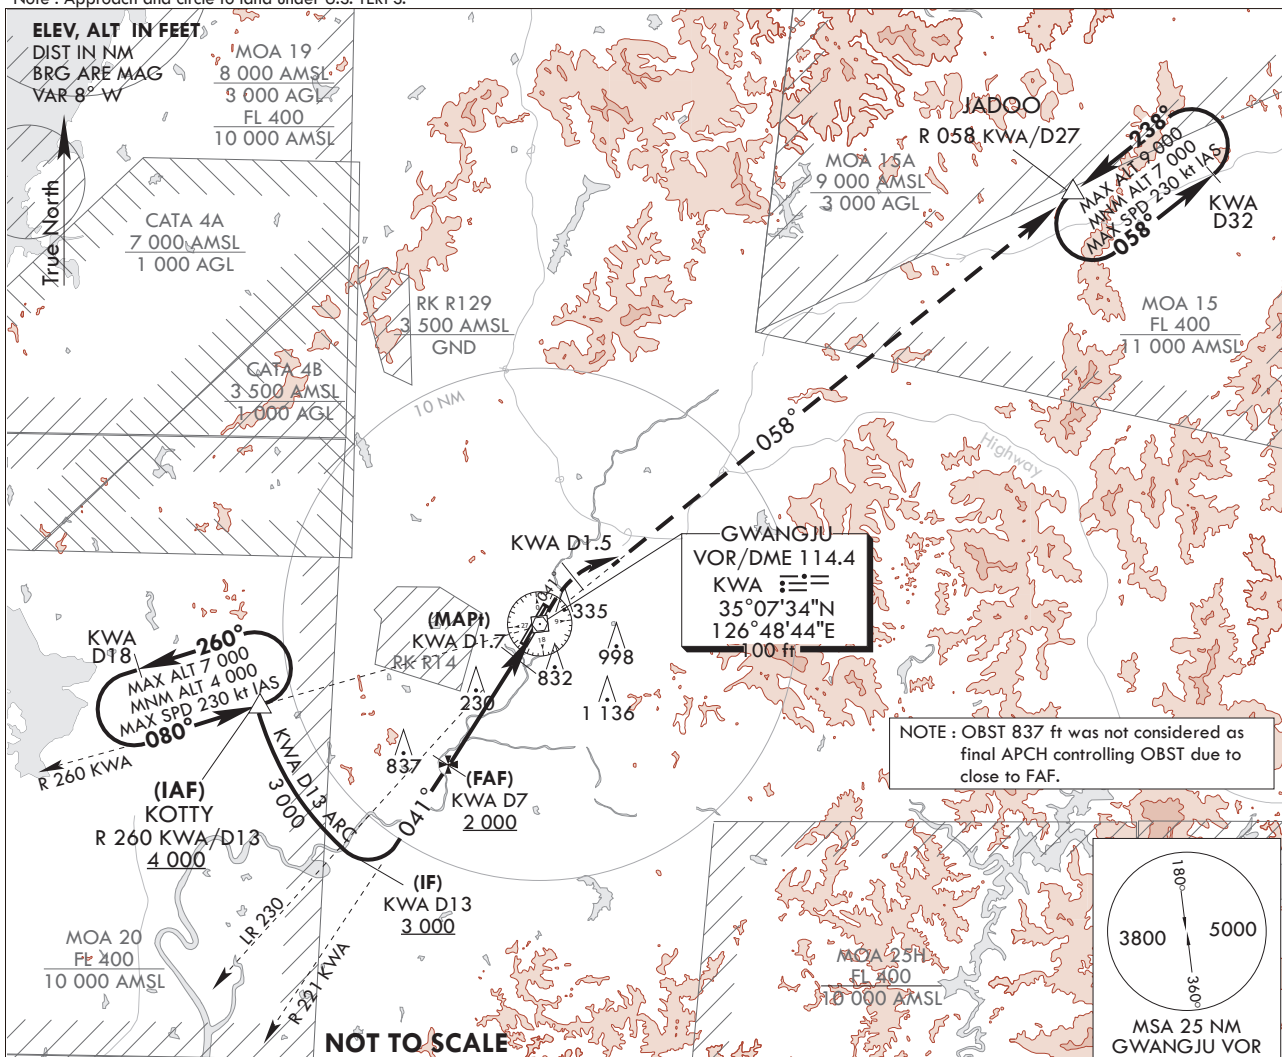 Note : Approach and circle to land under U.S. TERPS.
ELEV, ALT IN FEET
DIST IN NM
BRG ARE MAG
VAR 8° W
True North
MOA 19
8 000 AMSL
3 000 AGL
FL 400
10 000 AMSL
CATA 4A
7 000 AMSL
1 000 AGL
CATA 4B
3 500 AMSL
1 000 AGL
RK R129
3 500 AMSL
GND
10 NM
JADOO
R 058 KWA/D27
MOA 15A
9 000 AMSL
3 000 AGL
238°
MAX ALT 9 000
MNM ALT 7 000
MAX SPD 230 kt IAS
058°
KWA
D32
MOA 15
FL 400
11 000 AMSL
058°
Highway
KWA D1.5
GWANGJU
VOR/DME 114.4
KWA
35°07'34"N
126°48'44"E
100 ft
041°
335
(MAPt)
KWA D1.7
RK R14
27
9
18
832
998
230
1 136
837
KWA
D18
260°
MAX ALT 7 000
MNM ALT 4 000
MAX SPD 230 kt IAS
080°
R 260 KWA
(IAF)
KOTTY
R 260 KWA/D13
4 000
KWA D13 ARC
3 000
041°
(FAF)
KWA D7
2 000
(IF)
KWA D13
3 000
LR 230
R 221 KWA
NOTE : OBST 837 ft was not considered as
final APCH controlling OBST due to
close to FAF.
MOA 20
FL 400
10 000 AMSL
MOA 25H
FL 400
10 000 AMSL
180°
3800
5000
360°
MSA 25 NM
GWANGJU VOR
NOT TO SCALE